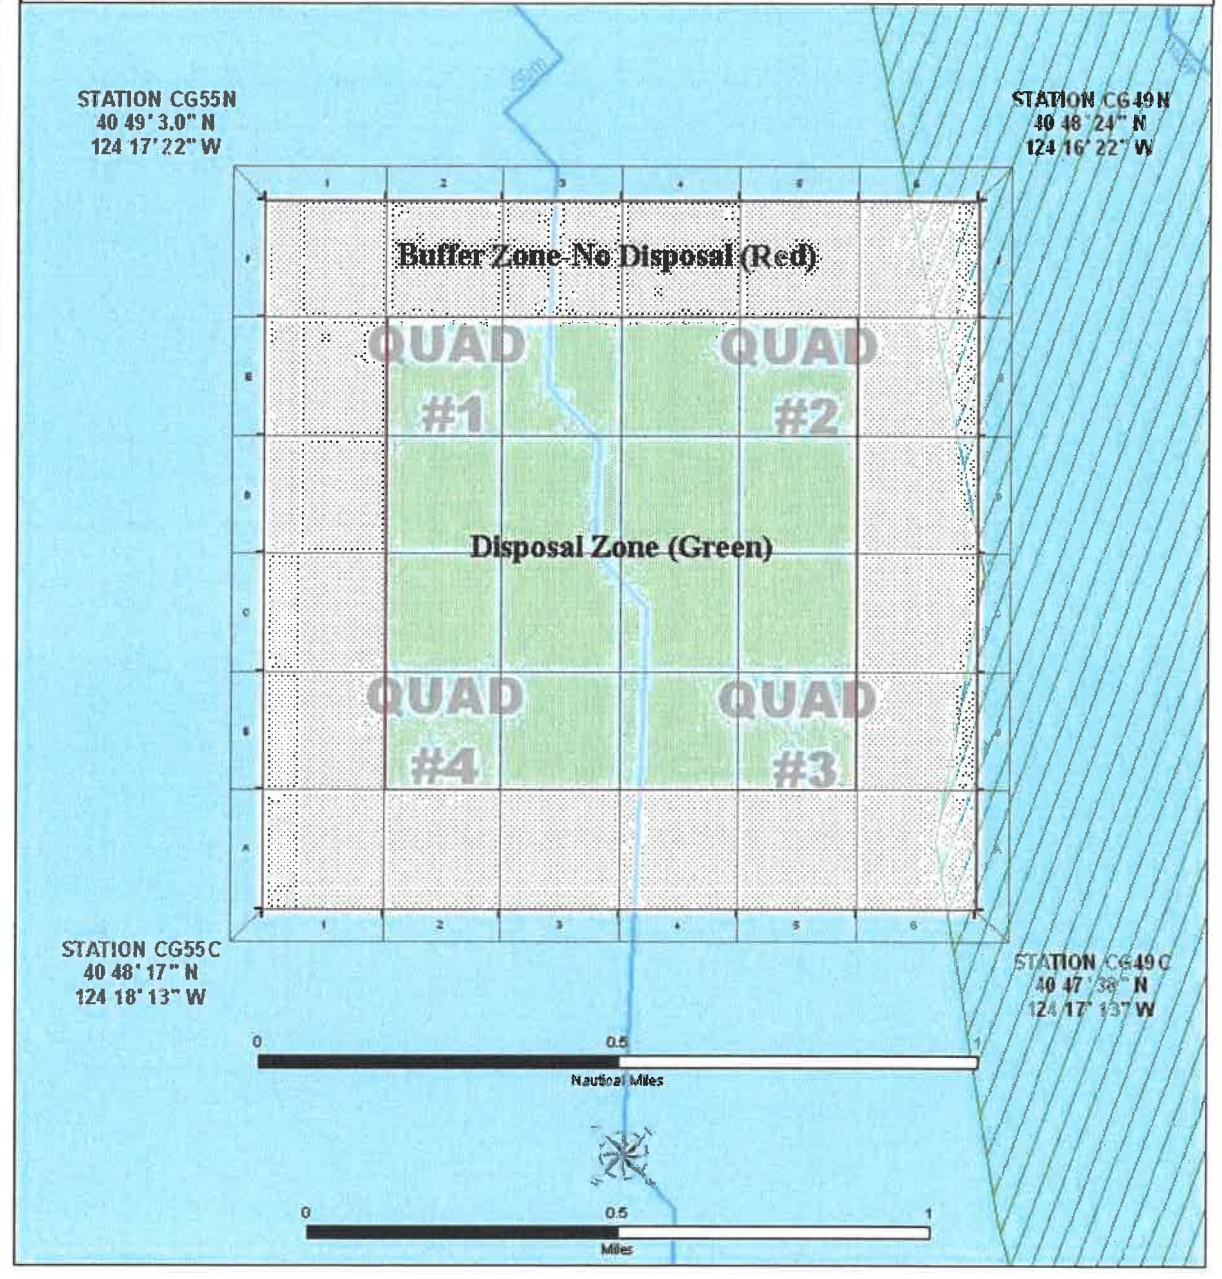 50m
STATION CG55N
40 49' 3.0" N
124 17' 22" W
STATION CG49N
40 48' 24" N
124 16' 22" W
1 2 3 4 5 6
F
Buffer Zone-No Disposal (Red)
F
QUAD
#1
QUAD
#2
E
D
Disposal Zone (Green)
C
QUAD
#4
QUAD
#3
B
A
A
1 2 3 4 5 6
STATION CG55C
40 48' 17" N
124 18' 13" W
STATION CG49C
40 47' 38" N
124 17' 13" W
0 0.5 1
Nautical Miles
0 0.5 1
Miles